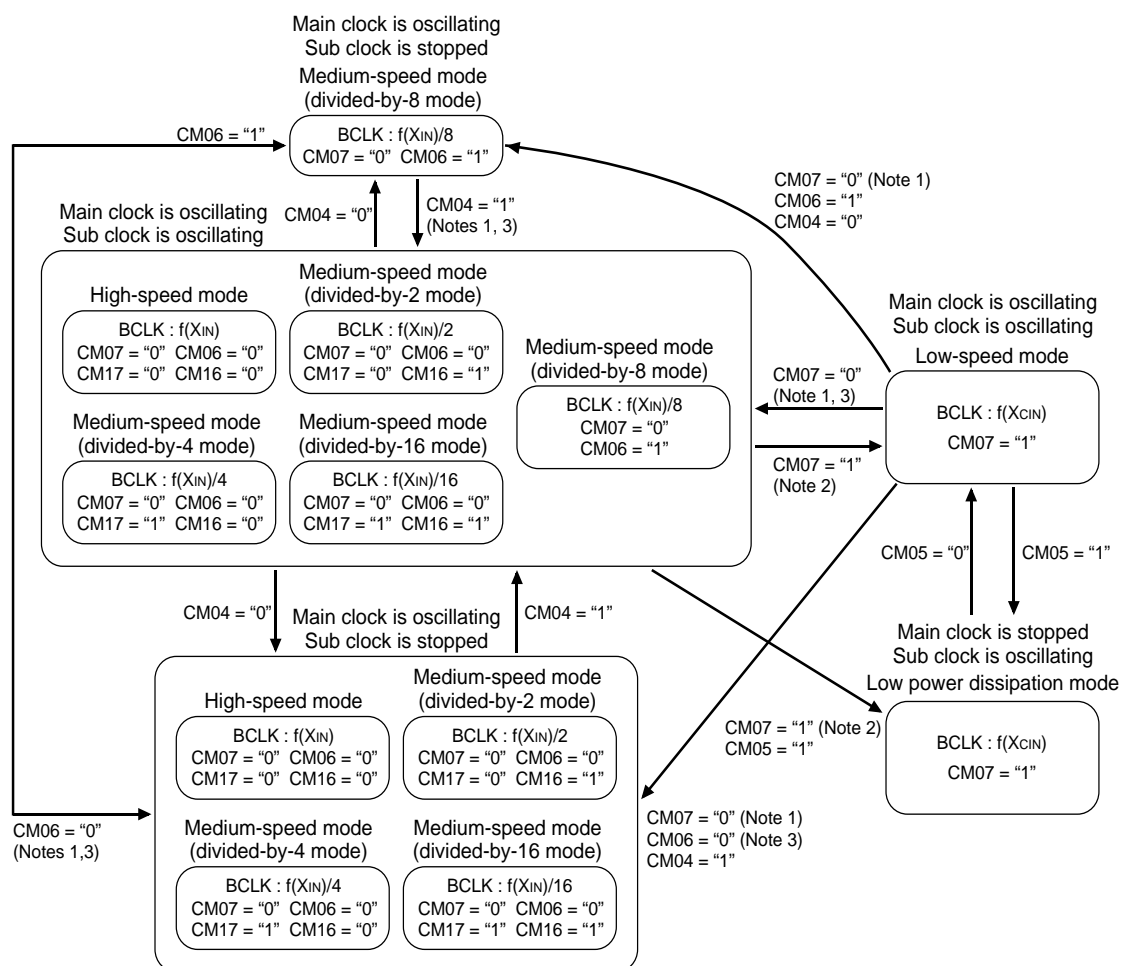 Main clock is oscillating
Sub clock is stopped
Medium-speed mode
(divided-by-8 mode)
CM06 = “1”
BCLK : f(XIN)/8
CM07 = “0” CM06 = “1”
CM07 = “0” (Note 1)
CM06 = “1”
CM04 = “0”
Main clock is oscillating
Sub clock is oscillating
CM04 = “0”
CM04 = “1”
(Notes 1, 3)
High-speed mode
BCLK : f(XIN)
CM07 = “0” CM06 = “0”
CM17 = “0” CM16 = “0”
Medium-speed mode
(divided-by-2 mode)
BCLK : f(XIN)/2
CM07 = “0” CM06 = “0”
CM17 = “0” CM16 = “1”
Medium-speed mode
(divided-by-8 mode)
BCLK : f(XIN)/8
CM07 = “0”
CM06 = “1”
Medium-speed mode
(divided-by-4 mode)
BCLK : f(XIN)/4
CM07 = “0” CM06 = “0”
CM17 = “1” CM16 = “0”
Medium-speed mode
(divided-by-16 mode)
BCLK : f(XIN)/16
CM07 = “0” CM06 = “0”
CM17 = “1” CM16 = “1”
CM07 = “0”
(Note 1, 3)
CM07 = “1”
(Note 2)
Main clock is oscillating
Sub clock is oscillating
Low-speed mode
BCLK : f(XCIN)
CM07 = “1”
CM05 = “0”
CM05 = “1”
Main clock is stopped
Sub clock is oscillating
Low power dissipation mode
BCLK : f(XCIN)
CM07 = “1”
CM07 = “1” (Note 2)
CM05 = “1”
CM04 = “0”
Main clock is oscillating
Sub clock is stopped
CM04 = “1”
High-speed mode
BCLK : f(XIN)
CM07 = “0” CM06 = “0”
CM17 = “0” CM16 = “0”
Medium-speed mode
(divided-by-2 mode)
BCLK : f(XIN)/2
CM07 = “0” CM06 = “0”
CM17 = “0” CM16 = “1”
Medium-speed mode
(divided-by-4 mode)
BCLK : f(XIN)/4
CM07 = “0” CM06 = “0”
CM17 = “1” CM16 = “0”
Medium-speed mode
(divided-by-16 mode)
BCLK : f(XIN)/16
CM07 = “0” CM06 = “0”
CM17 = “1” CM16 = “1”
CM07 = “0” (Note 1)
CM06 = “0” (Note 3)
CM04 = “1”
CM06 = “0”
(Notes 1,3)